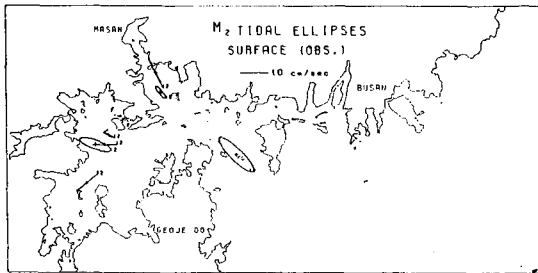 MASAN
M₂ TIDAL ELLIPSES
SURFACE (OBS.)
10 cm/sec
BUSAN
GEOJE DO